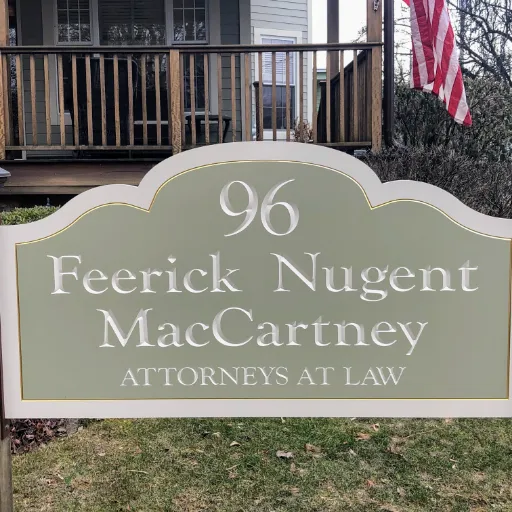 96
Feerick Nugent
MacCartney
ATTORNEYS AT LAW